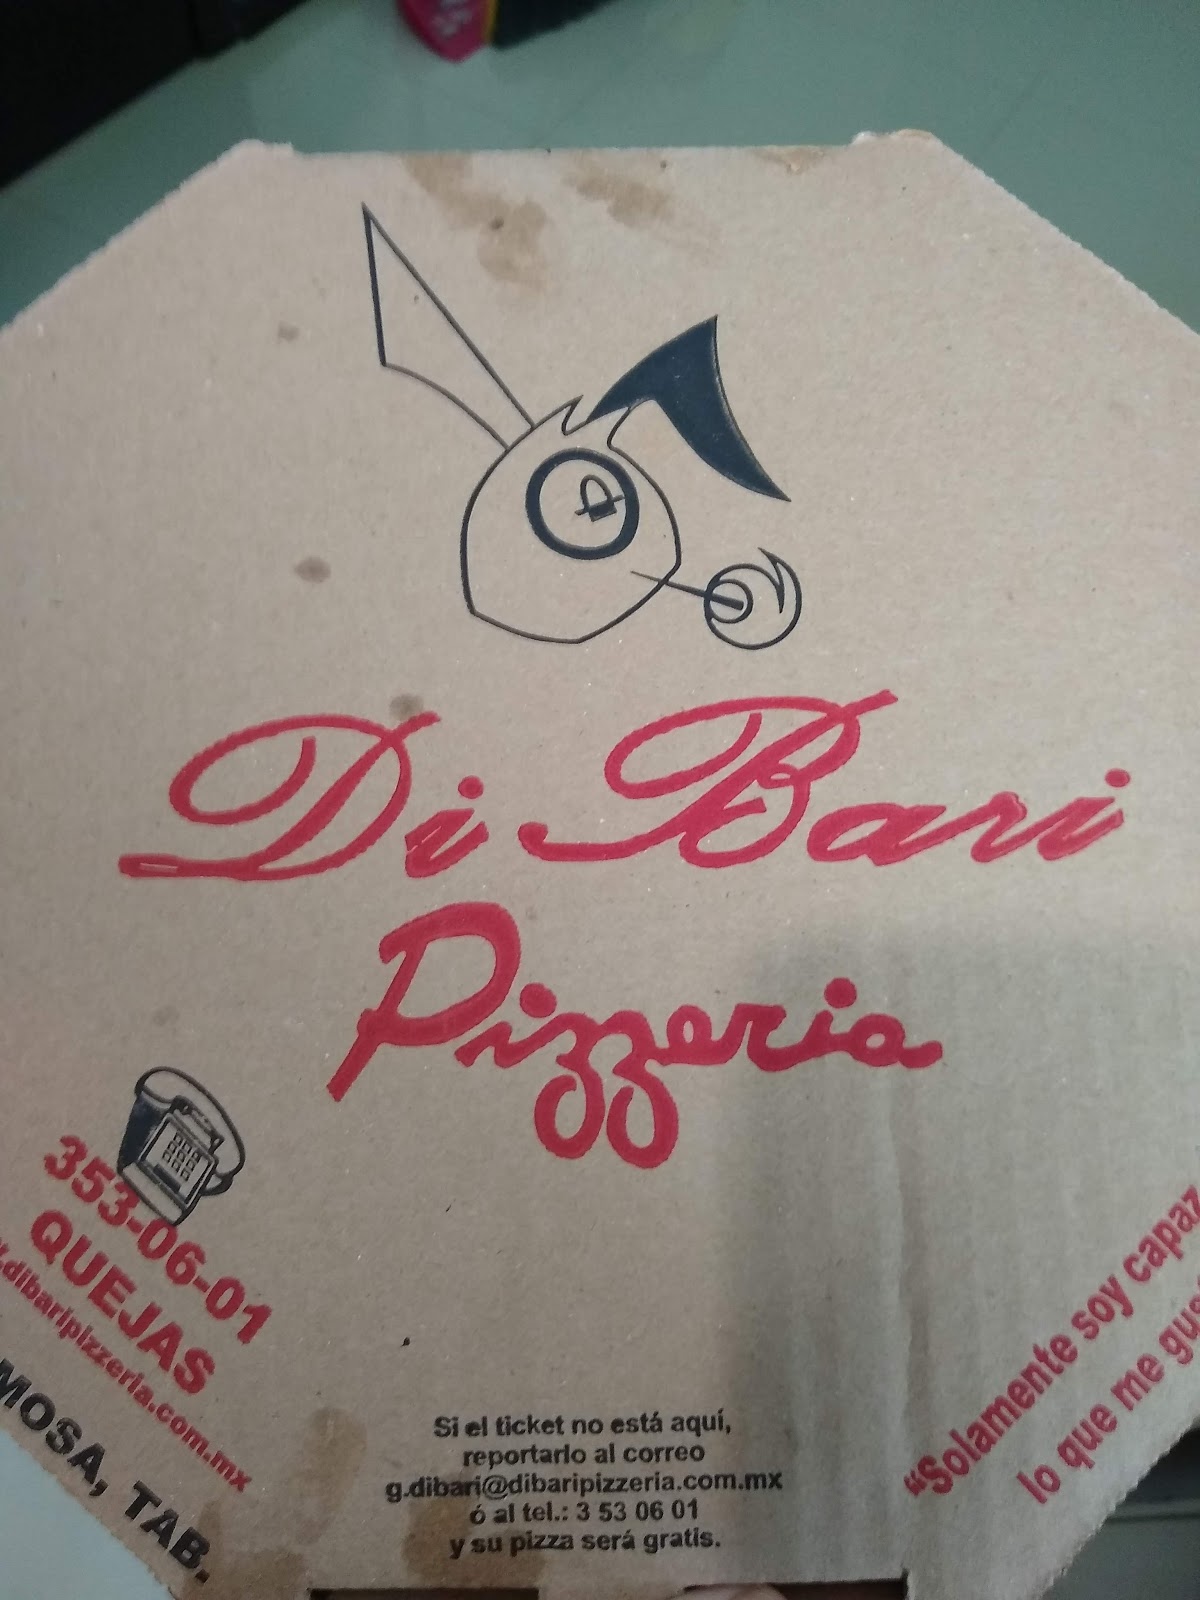 Di Bari
Pizzeria
353-06-01
QUEJAS
.dibaripizzeria.com.mx
MOSA, TAB.
Si el ticket no está aquí,
reportarlo al correo
g.dibari@dibaripizzeria.com.mx
ó al tel.: 3 53 06 01
y su pizza será gratis.
“Solamente soy capaz
lo que me gus